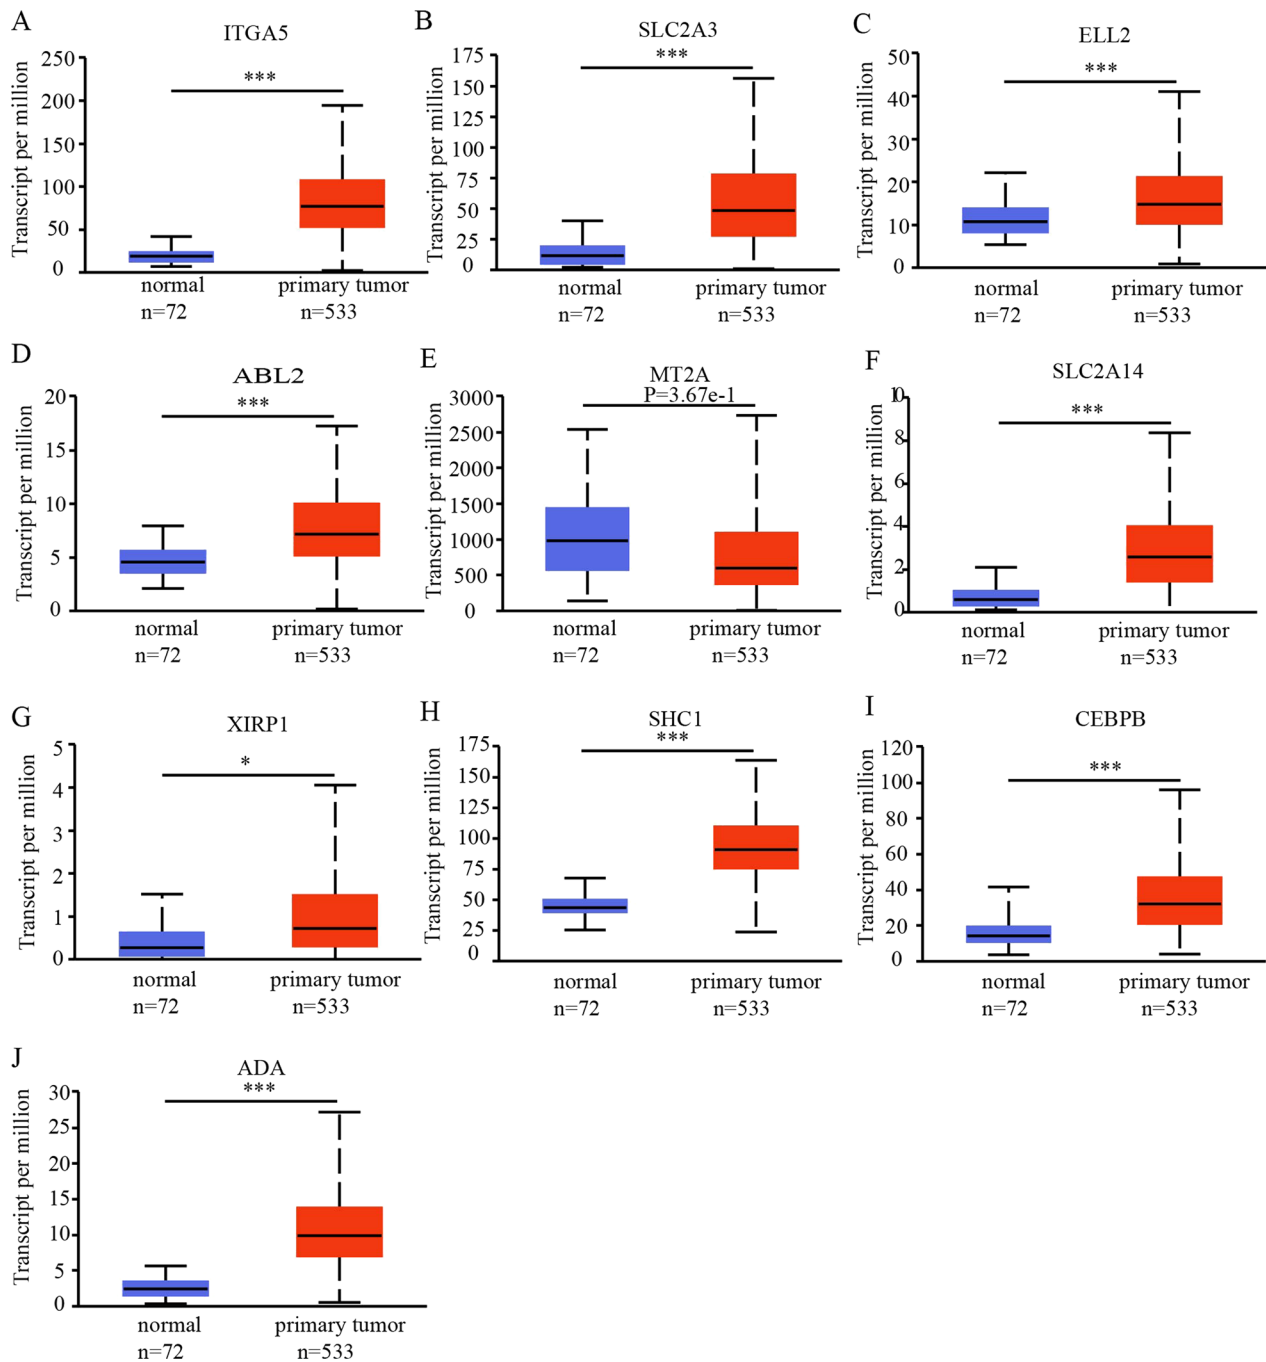 A
ITGA5
***
Transcript per million
250
200
150
100
50
0
normal
primary tumor
n=72
n=533
B
SLC2A3
***
Transcript per million
175
150
125
100
75
50
25
0
normal
primary tumor
n=72
n=533
C
ELL2
***
Transcript per million
50
40
30
20
10
0
normal
primary tumor
n=72
n=533
D
ABL2
***
Transcript per million
20
15
10
5
0
normal
primary tumor
n=72
n=533
E
MT2A
P=3.67e-1
Transcript per million
3000
2500
2000
1500
1000
500
0
normal
primary tumor
n=72
n=533
F
SLC2A14
***
Transcript per million
10
8
6
4
2
0
normal
primary tumor
n=72
n=533
G
XIRP1
*
Transcript per million
5
4
3
2
1
0
normal
primary tumor
n=72
n=533
H
SHC1
***
Transcript per million
175
150
125
100
75
50
25
0
normal
primary tumor
n=72
n=533
I
CEBPB
***
Transcript per million
120
100
80
60
40
20
0
normal
primary tumor
n=72
n=533
J
ADA
***
Transcript per million
30
25
20
15
10
5
0
normal
primary tumor
n=72
n=533